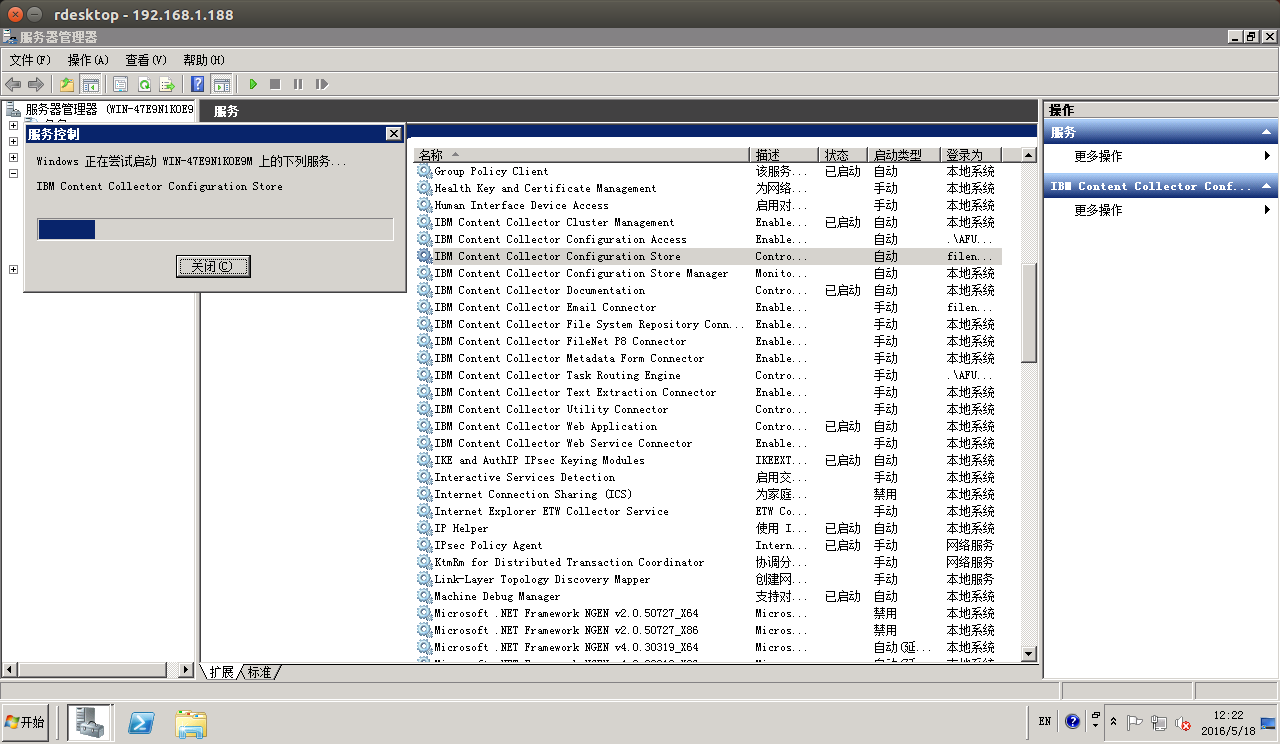 rdesktop - 192.168.1.188
服务器管理器
文件(F) 操作(A) 查看(V) 帮助(H)
服务器管理器 (WIN-47E9N1KOE9
服务控制
Windows 正在尝试启动 WIN-47E9N1KOE9M 上的下列服务...
IBM Content Collector Configuration Store
关闭(C)
服务
名称 描述 状态 启动类型 登录为
Group Policy Client 该服务... 已启动 自动 本地系统
Health Key and Certificate Management 为网络... 手动 本地系统
Human Interface Device Access 启用对... 手动 本地系统
IBM Content Collector Cluster Management Enable... 已启动 自动 本地系统
IBM Content Collector Configuration Access Enable... 自动 .\AFU...
IBM Content Collector Configuration Store Contro... 自动 filen...
IBM Content Collector Configuration Store Manager Monito... 手动 本地系统
IBM Content Collector Documentation Contro... 已启动 自动 本地系统
IBM Content Collector Email Connector Enable... 手动 filen...
IBM Content Collector File System Repository Conn... Enable... 手动 本地系统
IBM Content Collector FileNet P8 Connector Enable... 手动 本地系统
IBM Content Collector Metadata Form Connector Enable... 手动 本地系统
IBM Content Collector Task Routing Engine Contro... 手动 .\AFU...
IBM Content Collector Text Extraction Connector Enable... 手动 本地系统
IBM Content Collector Utility Connector Contro... 手动 本地系统
IBM Content Collector Web Application Contro... 已启动 自动 本地系统
IBM Content Collector Web Service Connector Enable... 手动 本地系统
IKE and AuthIP IPsec Keying Modules IKEEXT... 已启动 自动 本地系统
Interactive Services Detection 启用交... 手动 本地系统
Internet Connection Sharing (ICS) 为家庭... 禁用 本地系统
Internet Explorer ETW Collector Service ETW Co... 手动 本地系统
IP Helper 使用 I... 已启动 自动 本地系统
IPsec Policy Agent Intern... 已启动 手动 网络服务
KtmRm for Distributed Transaction Coordinator 协调分... 手动 网络服务
Link-Layer Topology Discovery Mapper 创建网... 手动 本地服务
Machine Debug Manager 支持对... 已启动 自动 本地系统
Microsoft .NET Framework NGEN v2.0.50727_X64 Micros... 禁用 本地系统
Microsoft .NET Framework NGEN v2.0.50727_X86 Micros... 禁用 本地系统
Microsoft .NET Framework NGEN v4.0.30319_X64 Micros... 自动(延... 本地系统
扩展 标准
操作
服务
更多操作
IBM Content Collector Conf...
更多操作
开始
EN
12:22
2016/5/18